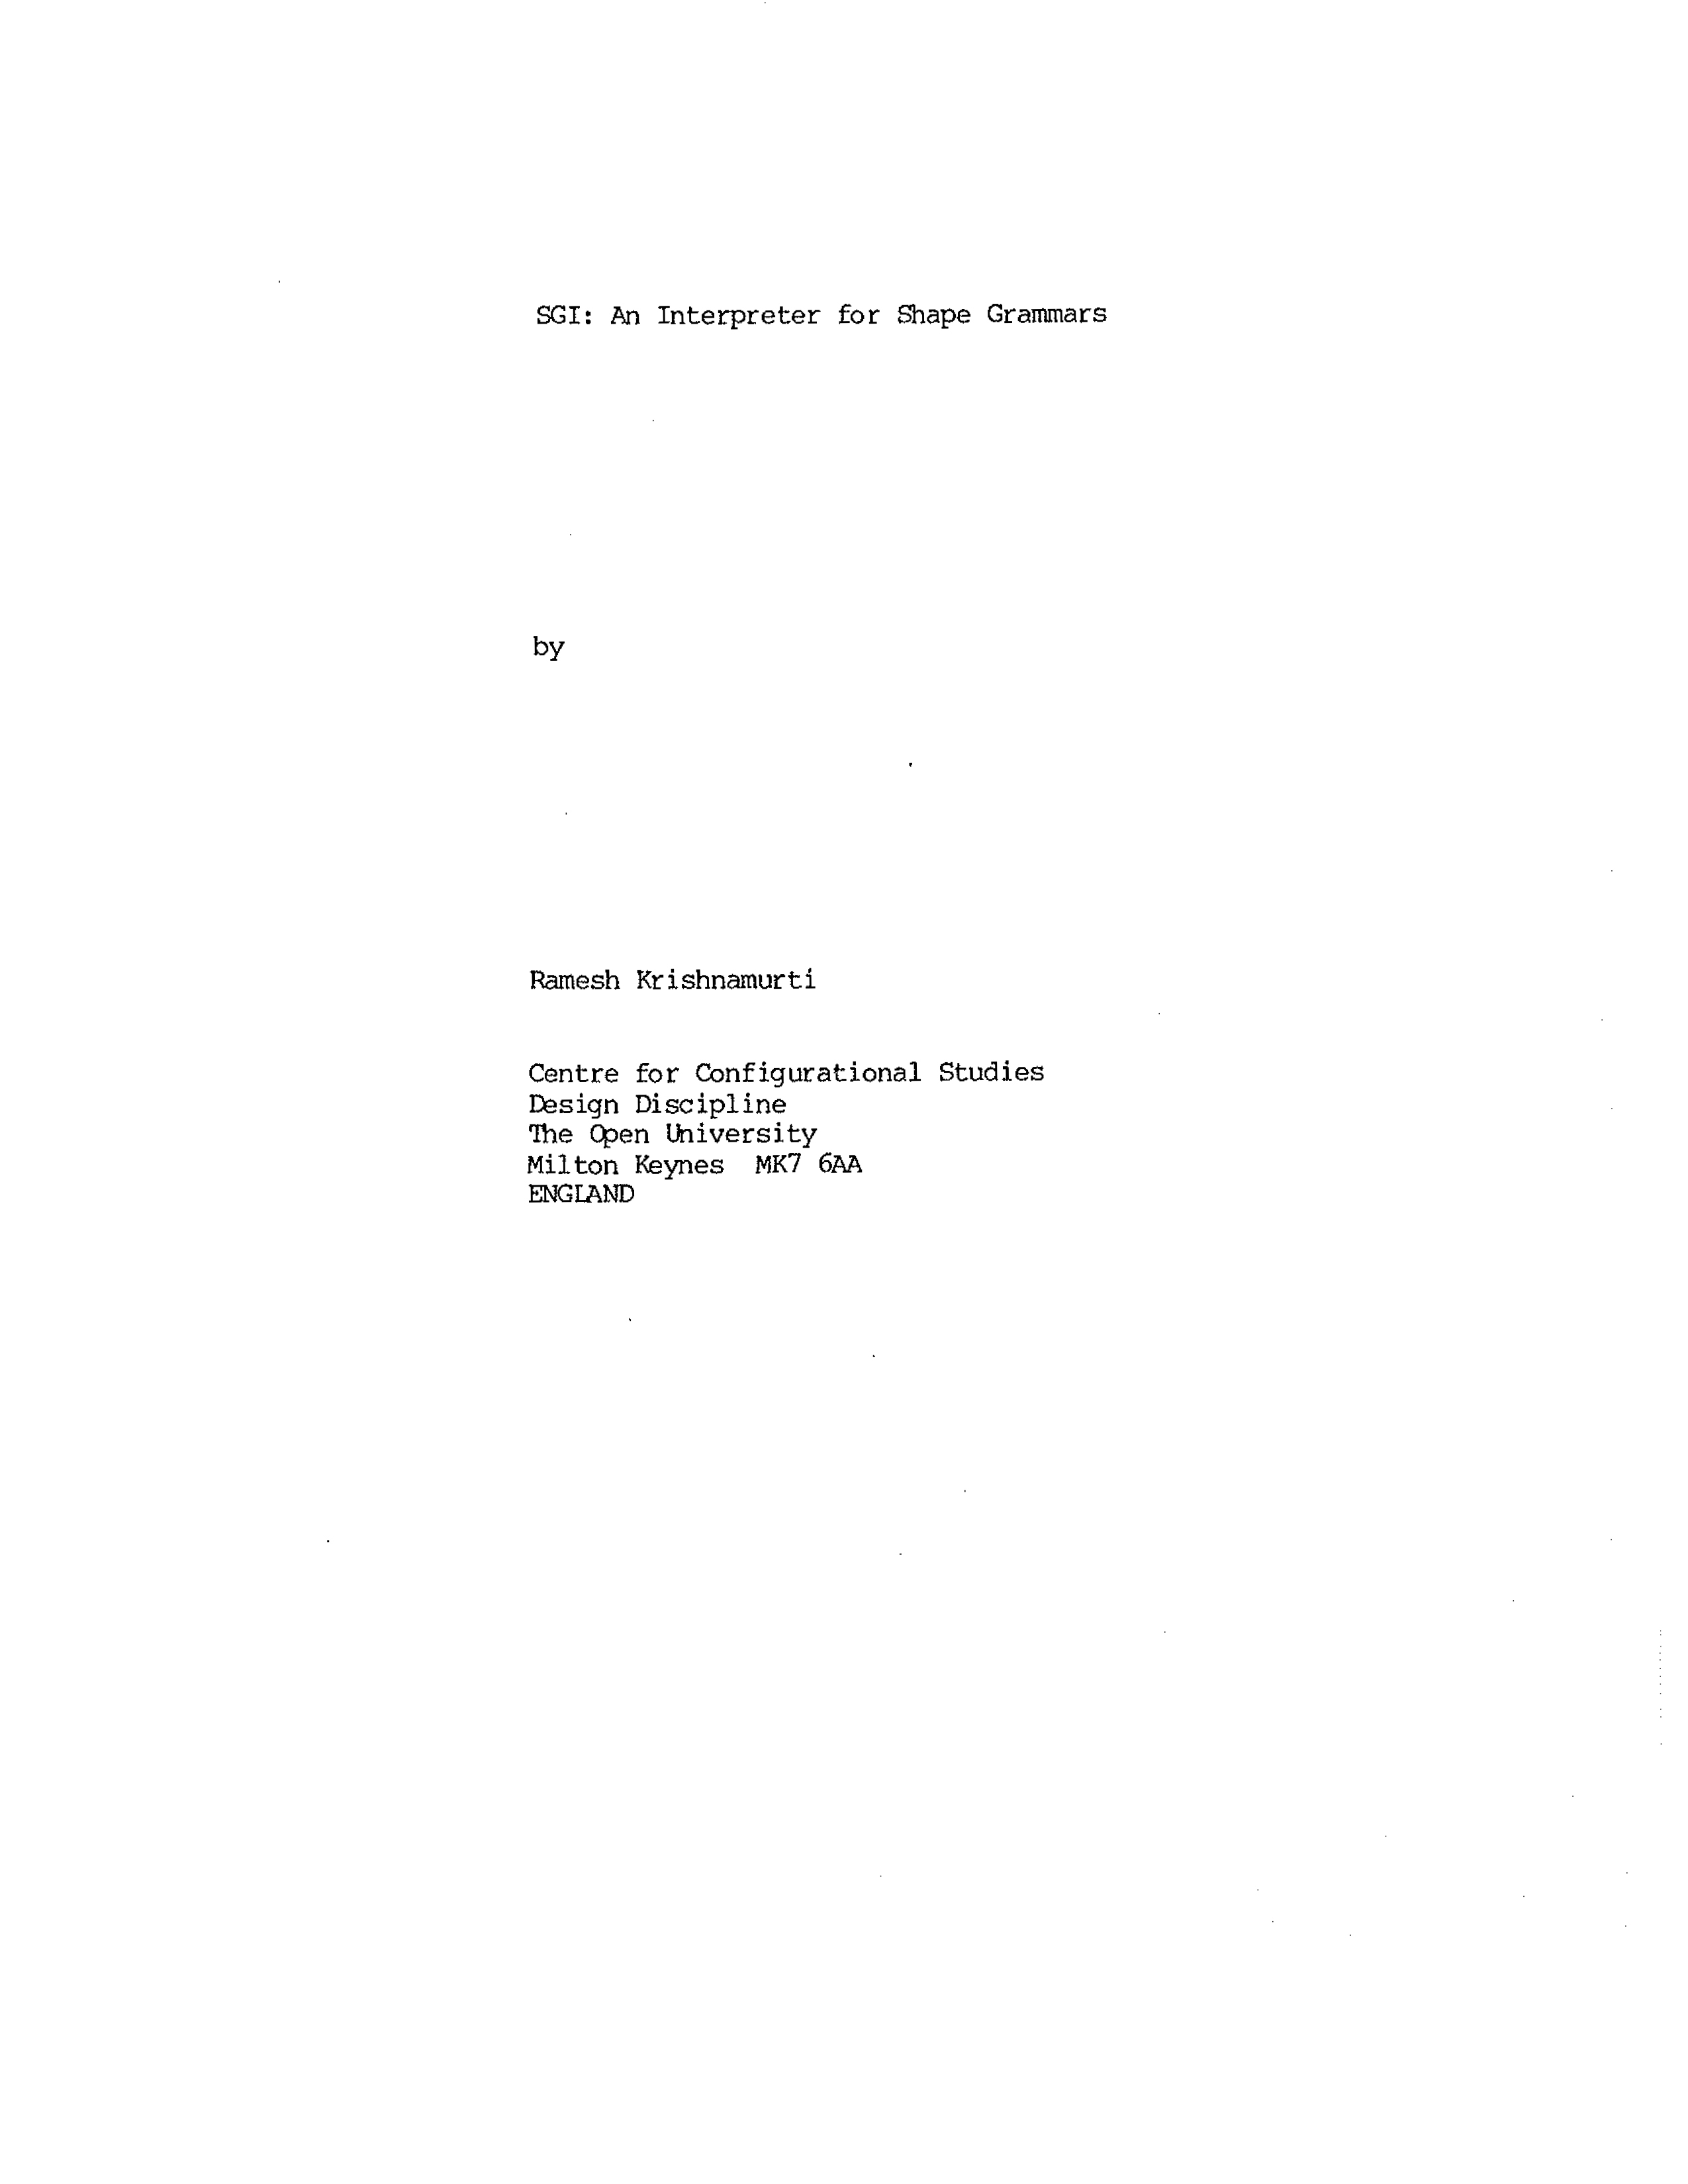 SGI: An Interpreter for Shape Grammars
by
Ramesh Krishnamurti
Centre for Configurational Studies
Design Discipline
The Open University
Milton Keynes MK7 6AA
ENGLAND